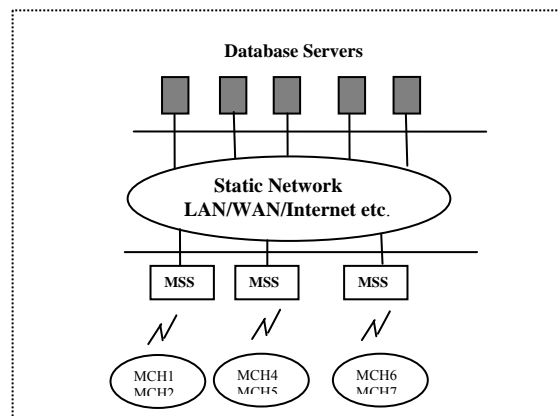 Database Servers
Static Network
LAN/WAN/Internet etc.
MSS MSS MSS
MCH1 MCH4 MCH6
MCH2 MCH5 MCH7